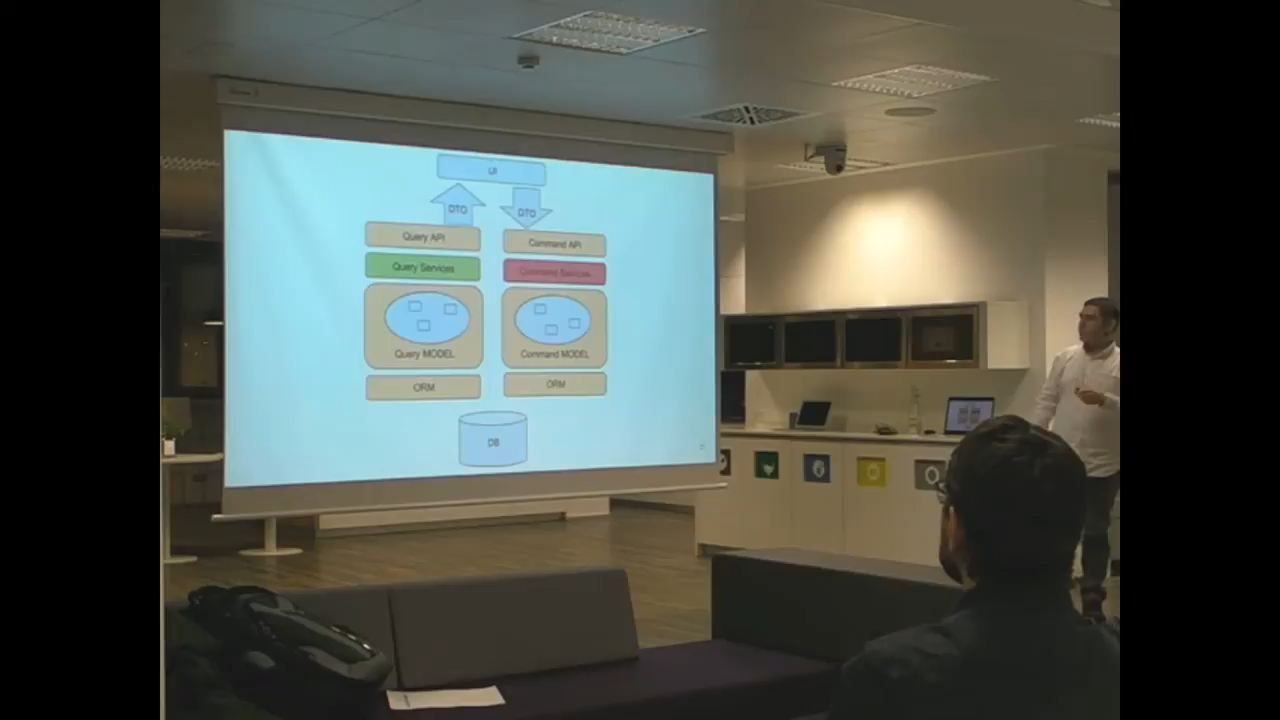 UI
DTO
DTO
Query API
Command API
Query Services
Command Services
Query MODEL
Command MODEL
ORM
ORM
DB